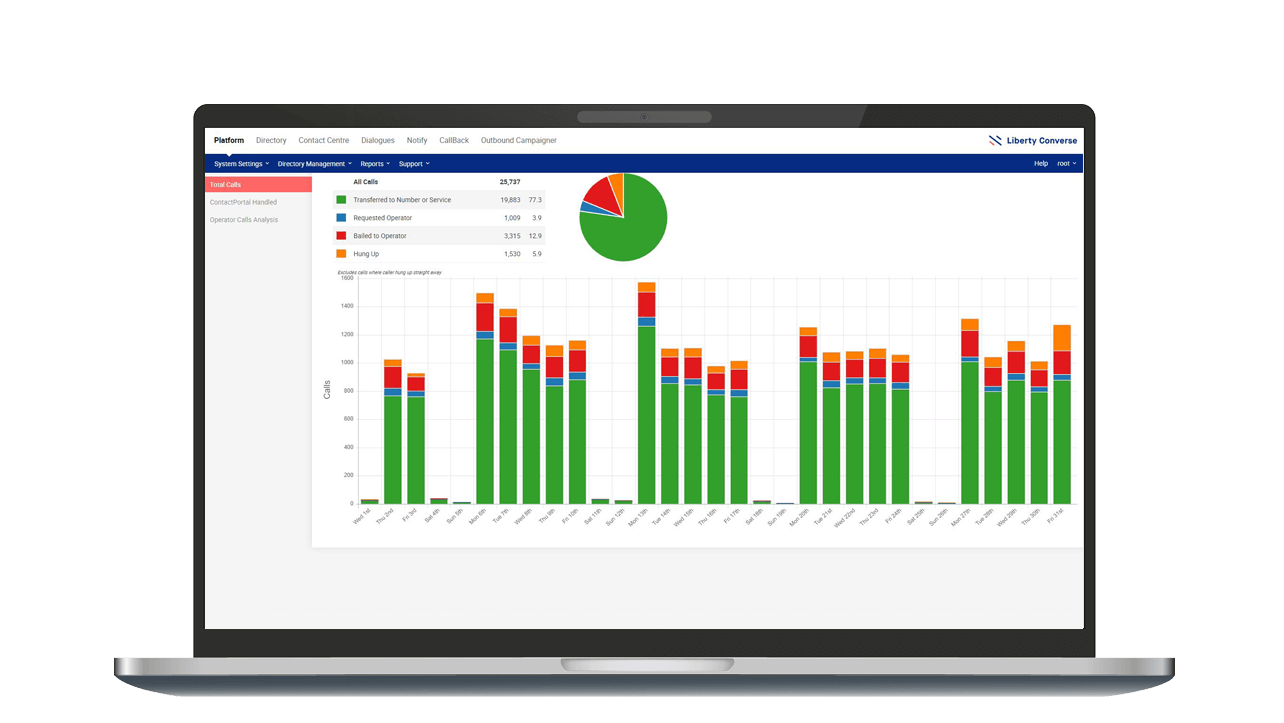 Platform Directory Contact Centre Dialogues Notify CallBack Outbound Campaigner Liberty Converse
System Settings Directory Management Reports Support Help root
Total Calls
ContactPortal Handled
Operator Calls Analysis
All Calls 25,737
Transferred to Number or Service 19,883 77.3
Requested Operator 1,009 3.9
Bailed to Operator 3,315 12.9
Hung Up 1,530 5.9
Excludes calls where caller hung up straight away
1600
1400
1200
1000
800
600
400
200
0
Calls
Wed 1st
Thu 2nd
Fri 3rd
Sat 4th
Sun 5th
Mon 6th
Tue 7th
Wed 8th
Thu 9th
Fri 10th
Sat 11th
Sun 12th
Mon 13th
Tue 14th
Wed 15th
Thu 16th
Fri 17th
Sat 18th
Sun 19th
Mon 20th
Tue 21st
Wed 22nd
Thu 23rd
Fri 24th
Sat 25th
Sun 26th
Mon 27th
Tue 28th
Wed 29th
Thu 30th
Fri 31st